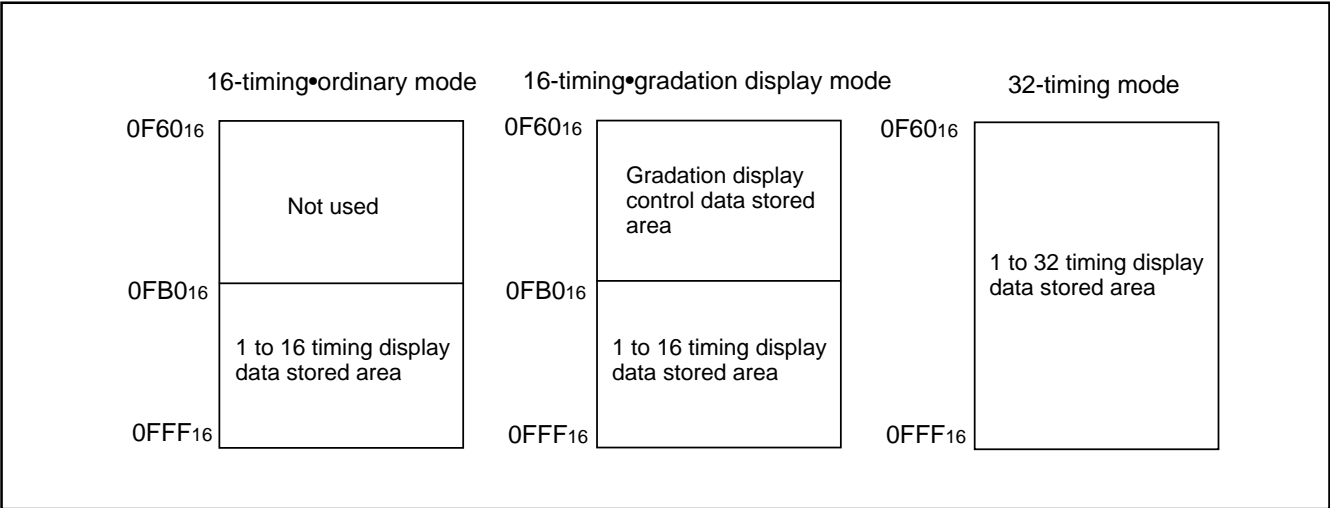 16-timing•ordinary mode
0F6016
Not used
0FB016
1 to 16 timing display
data stored area
0FFF16
16-timing•gradation display mode
0F6016
Gradation display
control data stored
area
0FB016
1 to 16 timing display
data stored area
0FFF16
32-timing mode
0F6016
1 to 32 timing display
data stored area
0FFF16